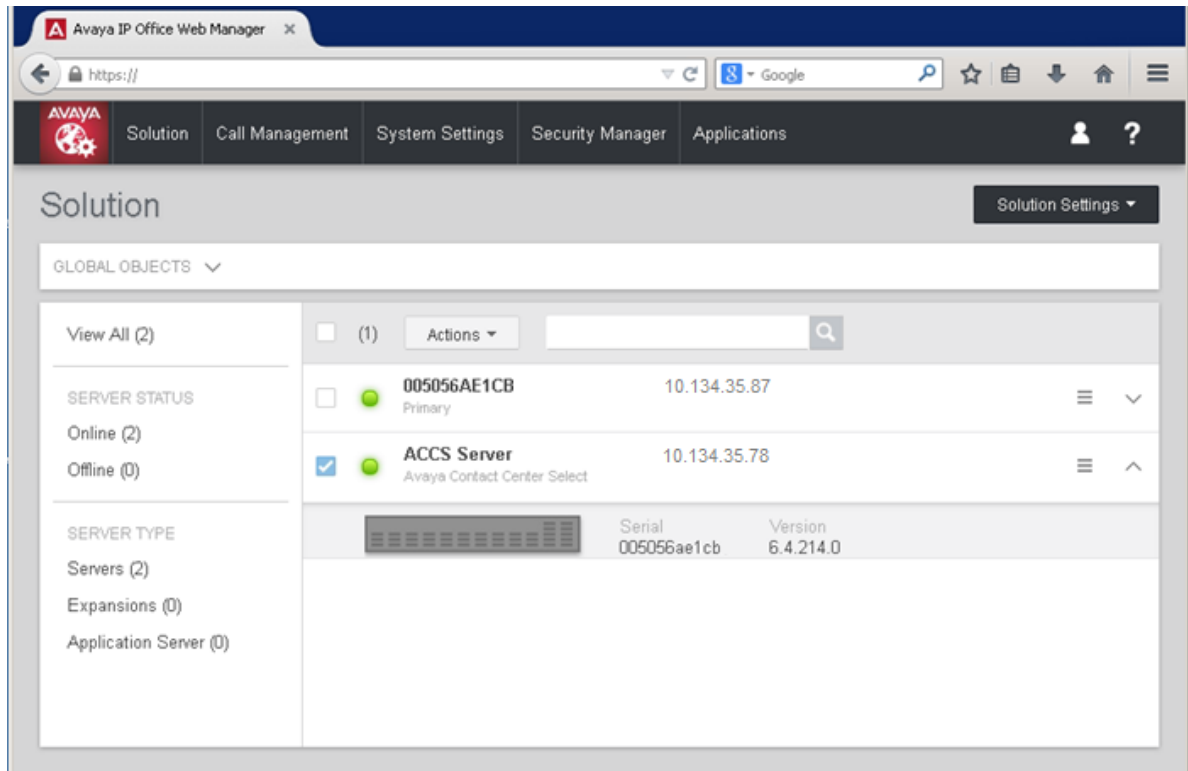 Avaya IP Office Web Manager ×
https://
8 Google
AVAYA
Solution Call Management System Settings Security Manager Applications ?
Solution
Solution Settings
GLOBAL OBJECTS
View All (2)
(1) Actions
SERVER STATUS
Online (2)
Offline (0)
005056AE1CB 10.134.35.87
Primary
ACCS Server 10.134.35.78
Avaya Contact Center Select
SERVER TYPE
Servers (2)
Expansions (0)
Application Server (0)
Serial Version
005056ae1cb 6.4.214.0